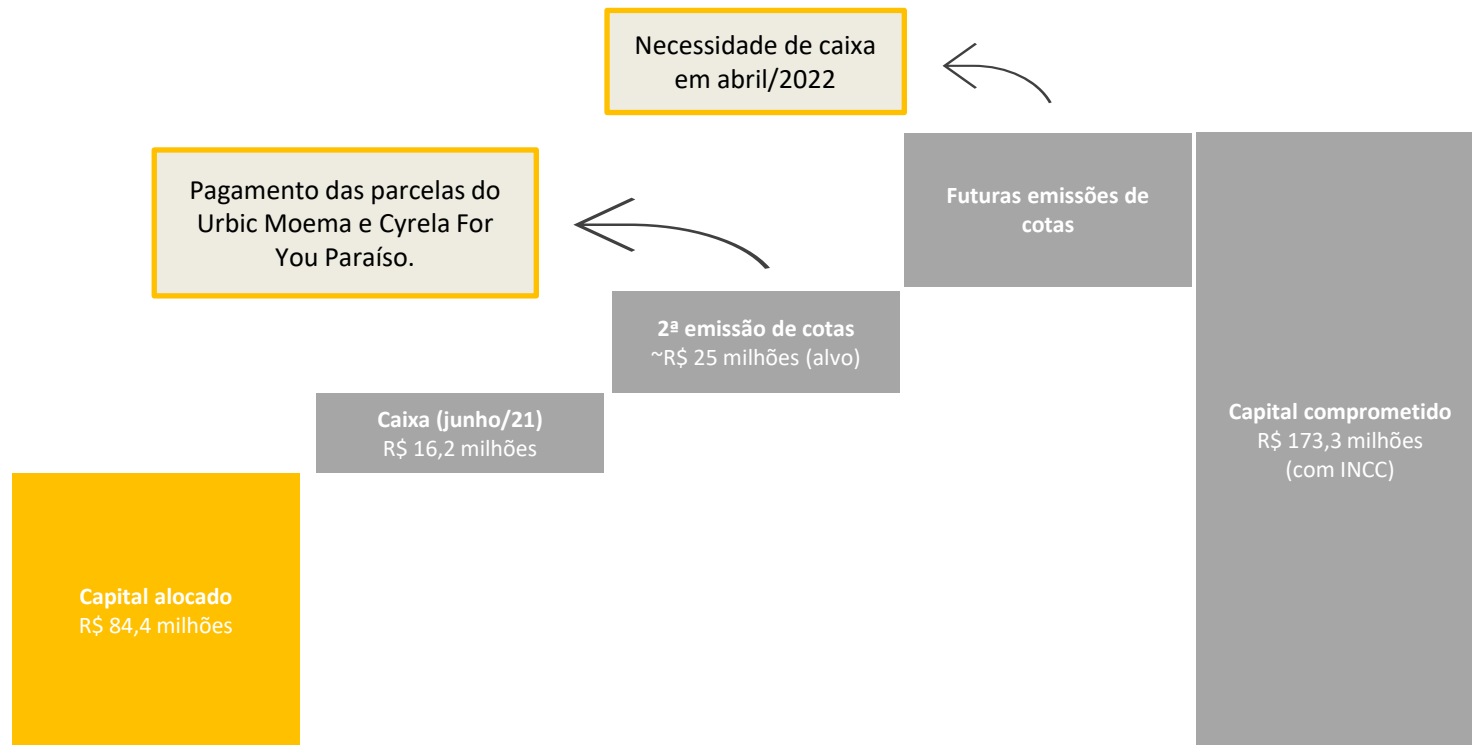 Necessidade de caixa
em abril/2022
Pagamento das parcelas do
Urbic Moema e Cyrela For
You Paraíso.
Futuras emissões de
cotas
2ª emissão de cotas
~R$ 25 milhões (alvo)
Caixa (junho/21)
R$ 16,2 milhões
Capital comprometido
R$ 173,3 milhões
(com INCC)
Capital alocado
R$ 84,4 milhões